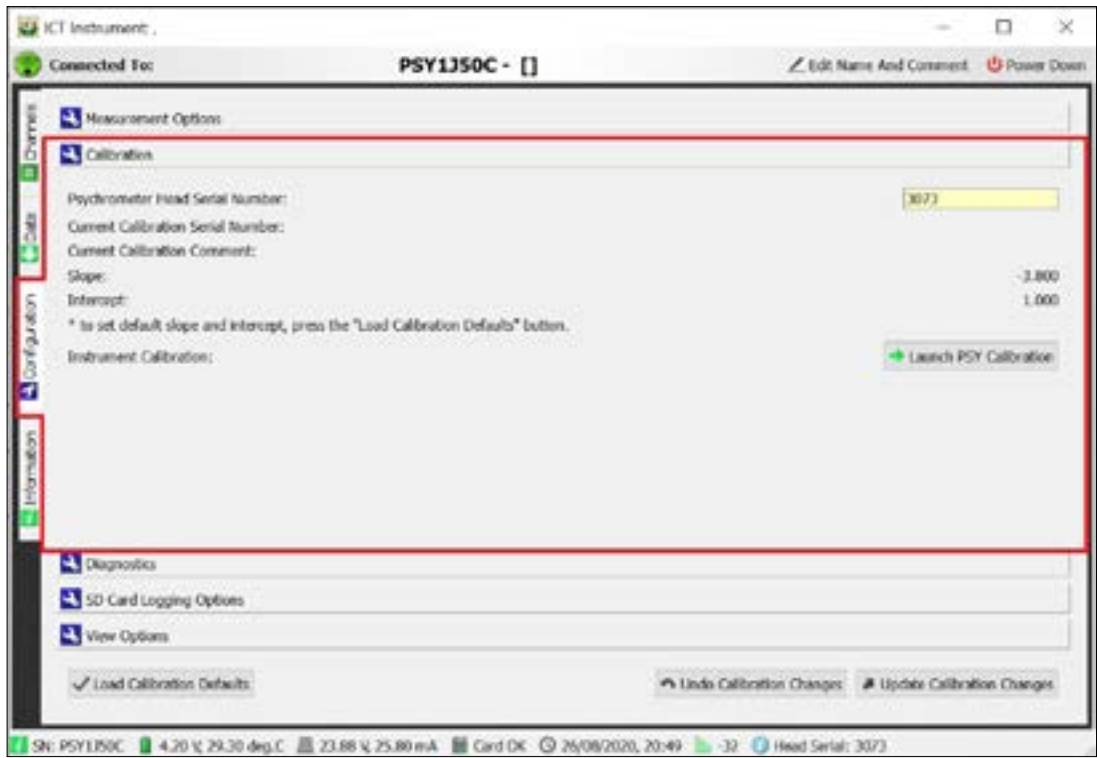 ICT Instrument: ,
Connected To: PSY1J50C - [] Edit Name And Comment Power Down
Channels
Data
Configuration
Information
Measurement Options
Calibration
Psychrometer Head Serial Number: 3073
Current Calibration Serial Number:
Current Calibration Comment:
Slope: -3.800
Intercept: 1.000
* to set default slope and intercept, press the "Load Calibration Defaults" button.
Instrument Calibration: Launch PSY Calibration
Diagnostics
SD Card Logging Options
View Options
Load Calibration Defaults Undo Calibration Changes Update Calibration Changes
SN: PSY1J50C 4.20 V, 29.30 deg.C 23.88 V, 25.80 mA Card OK 26/08/2020, 20:49 -32 Head Serial: 3073